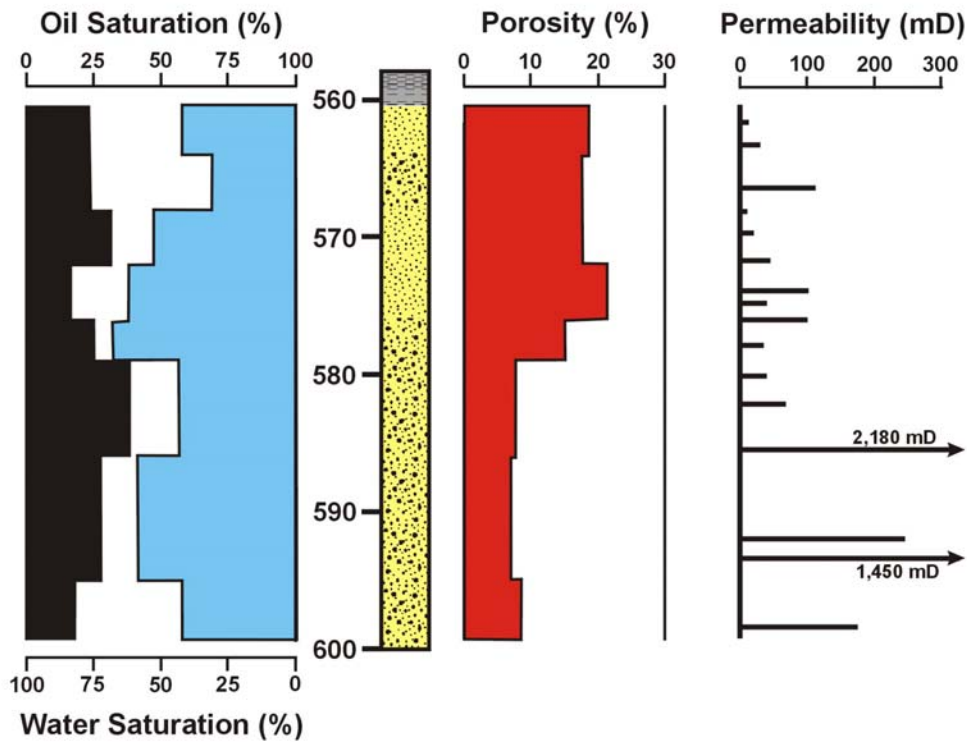 Oil Saturation (%)
0 25 50 75 100
Porosity (%)
0 10 20 30
Permeability (mD)
0 100 200 300
560
570
580
590
600
2,180 mD
1,450 mD
100 75 50 25 0
Water Saturation (%)